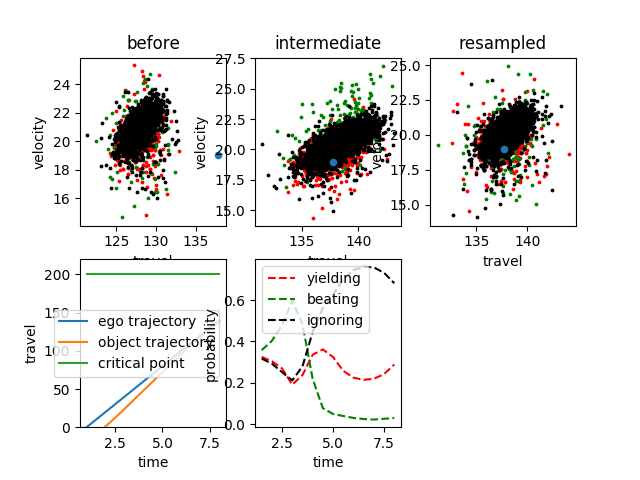 before
intermediate
resampled
velocity
24
22
20
18
16
125
130
135
travel
velocity
27.5
25.0
22.5
20.0
17.5
15.0
135
140
travel
velocity
25.0
22.5
20.0
17.5
15.0
135
140
travel
travel
200
150
100
50
0
ego trajectory
object trajectory
critical point
2.5
5.0
7.5
time
probability
0.6
0.4
0.2
0.0
yielding
beating
ignoring
2.5
5.0
7.5
time